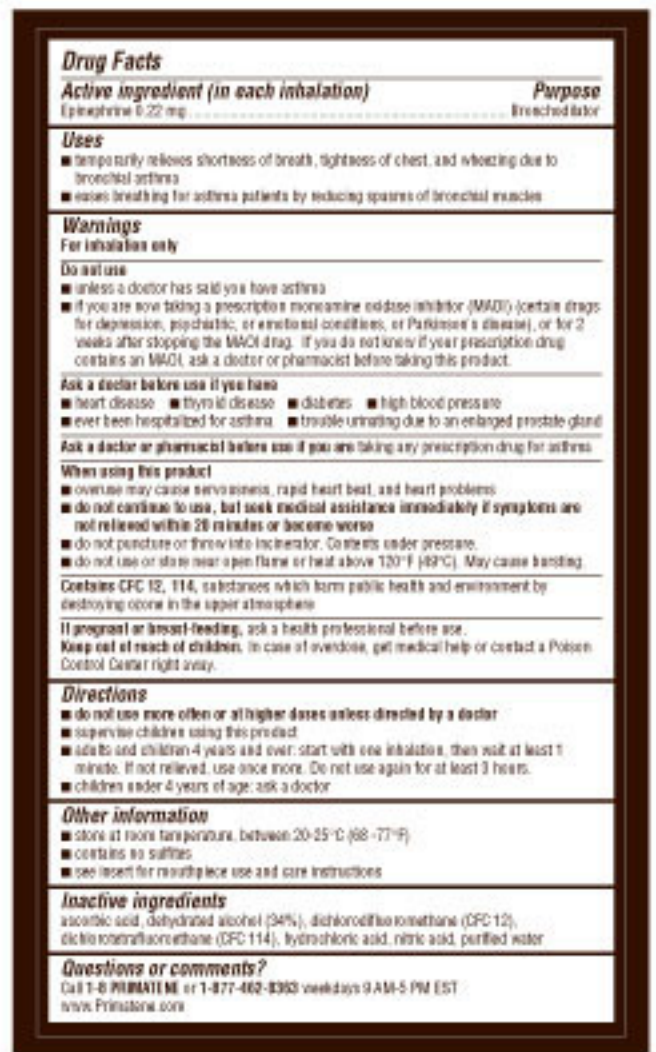 Drug Facts
Active ingredient (in each inhalation) Purpose
Epinephrine 0.22 mg ........ Bronchodilator
Uses
■ temporarily relieves shortness of breath, tightness of chest, and wheezing due to
bronchial asthma
■ eases breathing for asthma patients by reducing spasms of bronchial muscles
Warnings
For inhalation only
Do not use
■ unless a doctor has said you have asthma
■ if you are now taking a prescription monoamine oxidase inhibitor (MAOI) (certain drugs
for depression, psychiatric, or emotional conditions, or Parkinson's disease), or for 2
weeks after stopping the MAOI drug. If you do not know if your prescription drug
contains an MAOI, ask a doctor or pharmacist before taking this product.
Ask a doctor before use if you have
■ heart disease ■ thyroid disease ■ diabetes ■ high blood pressure
■ ever been hospitalized for asthma ■ trouble urinating due to an enlarged prostate gland
Ask a doctor or pharmacist before use if you are taking any prescription drug for asthma
When using this product
■ overuse may cause nervousness, rapid heart beat, and heart problems
■ do not continue to use, but seek medical assistance immediately if symptoms are
not relieved within 20 minutes or become worse
■ do not puncture or throw into incinerator. Contents under pressure.
■ do not use or store near open flame or heat above 120°F (49°C). May cause bursting.
Contains CFC 12, 114, substances which harm public health and environment by
destroying ozone in the upper atmosphere
If pregnant or breast-feeding, ask a health professional before use.
Keep out of reach of children. In case of overdose, get medical help or contact a Poison
Control Center right away.
Directions
■ do not use more often or at higher doses unless directed by a doctor
■ supervise children using this product
■ adults and children 4 years and over: start with one inhalation, then wait at least 1
minute. If not relieved, use once more. Do not use again for at least 3 hours.
■ children under 4 years of age: ask a doctor
Other information
■ store at room temperature, between 20-25°C (68 -77°F)
■ contains no sulfites
■ see insert for mouthpiece use and care instructions
Inactive ingredients
ascorbic acid, dehydrated alcohol (34%), dichlorodifluoromethane (CFC 12),
dichlorotetrafluoroethane (CFC 114), hydrochloric acid, nitric acid, purified water
Questions or comments?
Call 1-8 PRIMATENE or 1-877-462-8363 weekdays 9 AM-5 PM EST
www.Primatene.com